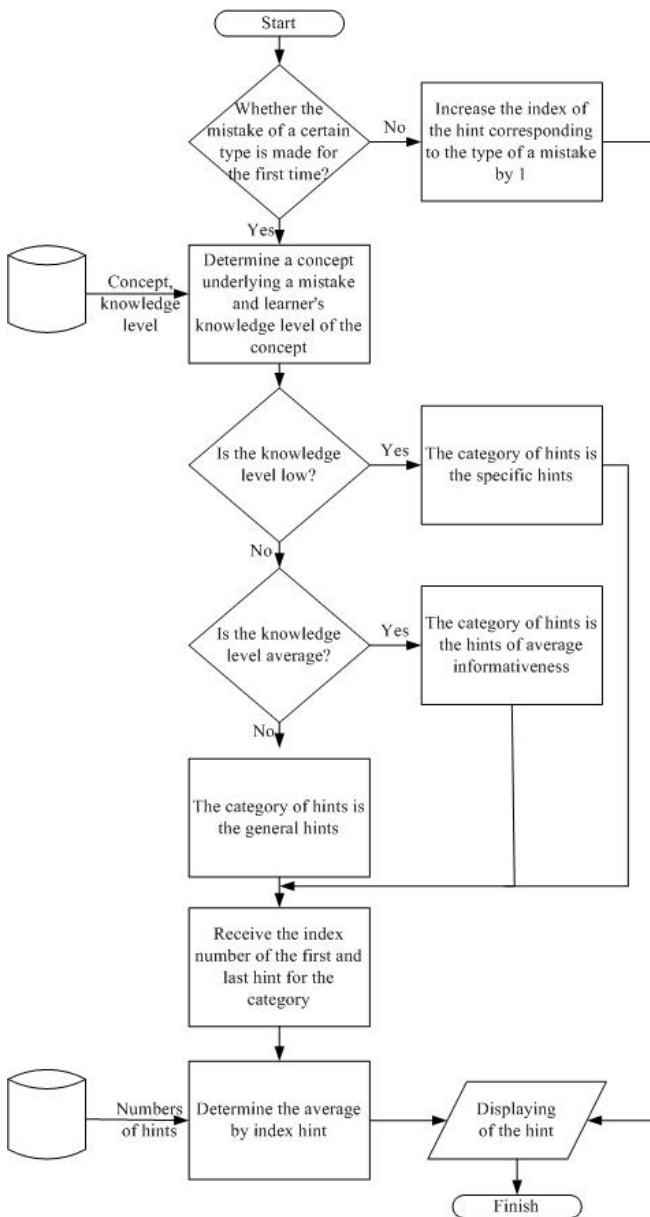 Start
Whether the
mistake of a certain
type is made for
the first time?
No
Increase the index of
the hint corresponding
to the type of a mistake
by 1
Yes
Concept,
knowledge
level
Determine a concept
underlying a mistake
and learner's
knowledge level of the
concept
Is the knowledge
level low?
Yes
The category of hints is
the specific hints
No
Is the knowledge
level average?
Yes
The category of hints is
the hints of average
informativeness
No
The category of hints is
the general hints
Receive the index
number of the first and
last hint for the
category
Numbers
of hints
Determine the average
by index hint
Displaying
of the hint
Finish